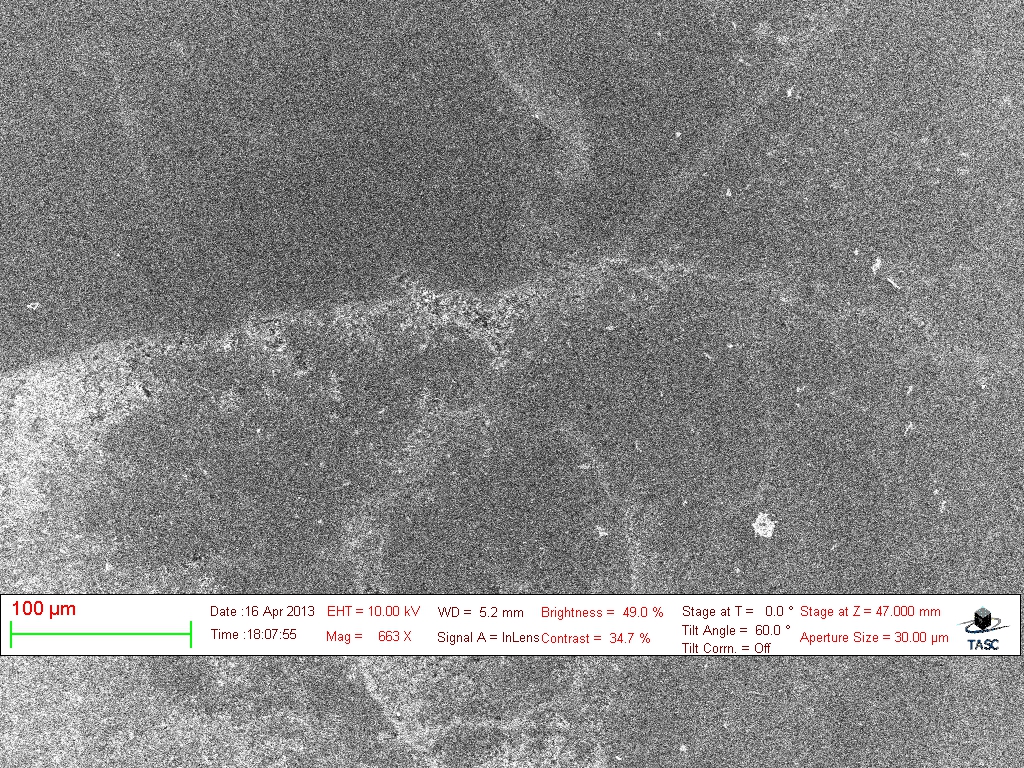 100 µm
Date :16 Apr 2013 EHT = 10.00 kV WD = 5.2 mm Brightness = 49.0 % Stage at T = 0.0 ° Stage at Z = 47.000 mm
Time :18:07:55 Mag = 663 X Signal A = InLens Contrast = 34.7 % Tilt Angle = 60.0 ° Aperture Size = 30.00 µm
Tilt Corrn. = Off
TASC